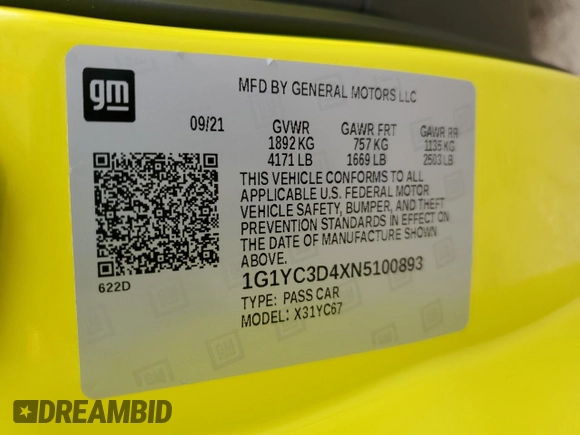 gm
MFD BY GENERAL MOTORS LLC
09/21 GVWR GAWR FRT GAWR RR
1892 KG 757 KG 1135 KG
4171 LB 1669 LB 2503 LB
THIS VEHICLE CONFORMS TO ALL
APPLICABLE U.S. FEDERAL MOTOR
VEHICLE SAFETY, BUMPER, AND THEFT
PREVENTION STANDARDS IN EFFECT ON
THE DATE OF MANUFACTURE SHOWN
ABOVE.
622D
1G1YC3D4XN5100893
TYPE: PASS CAR
MODEL: X31YC67
DREAMBID